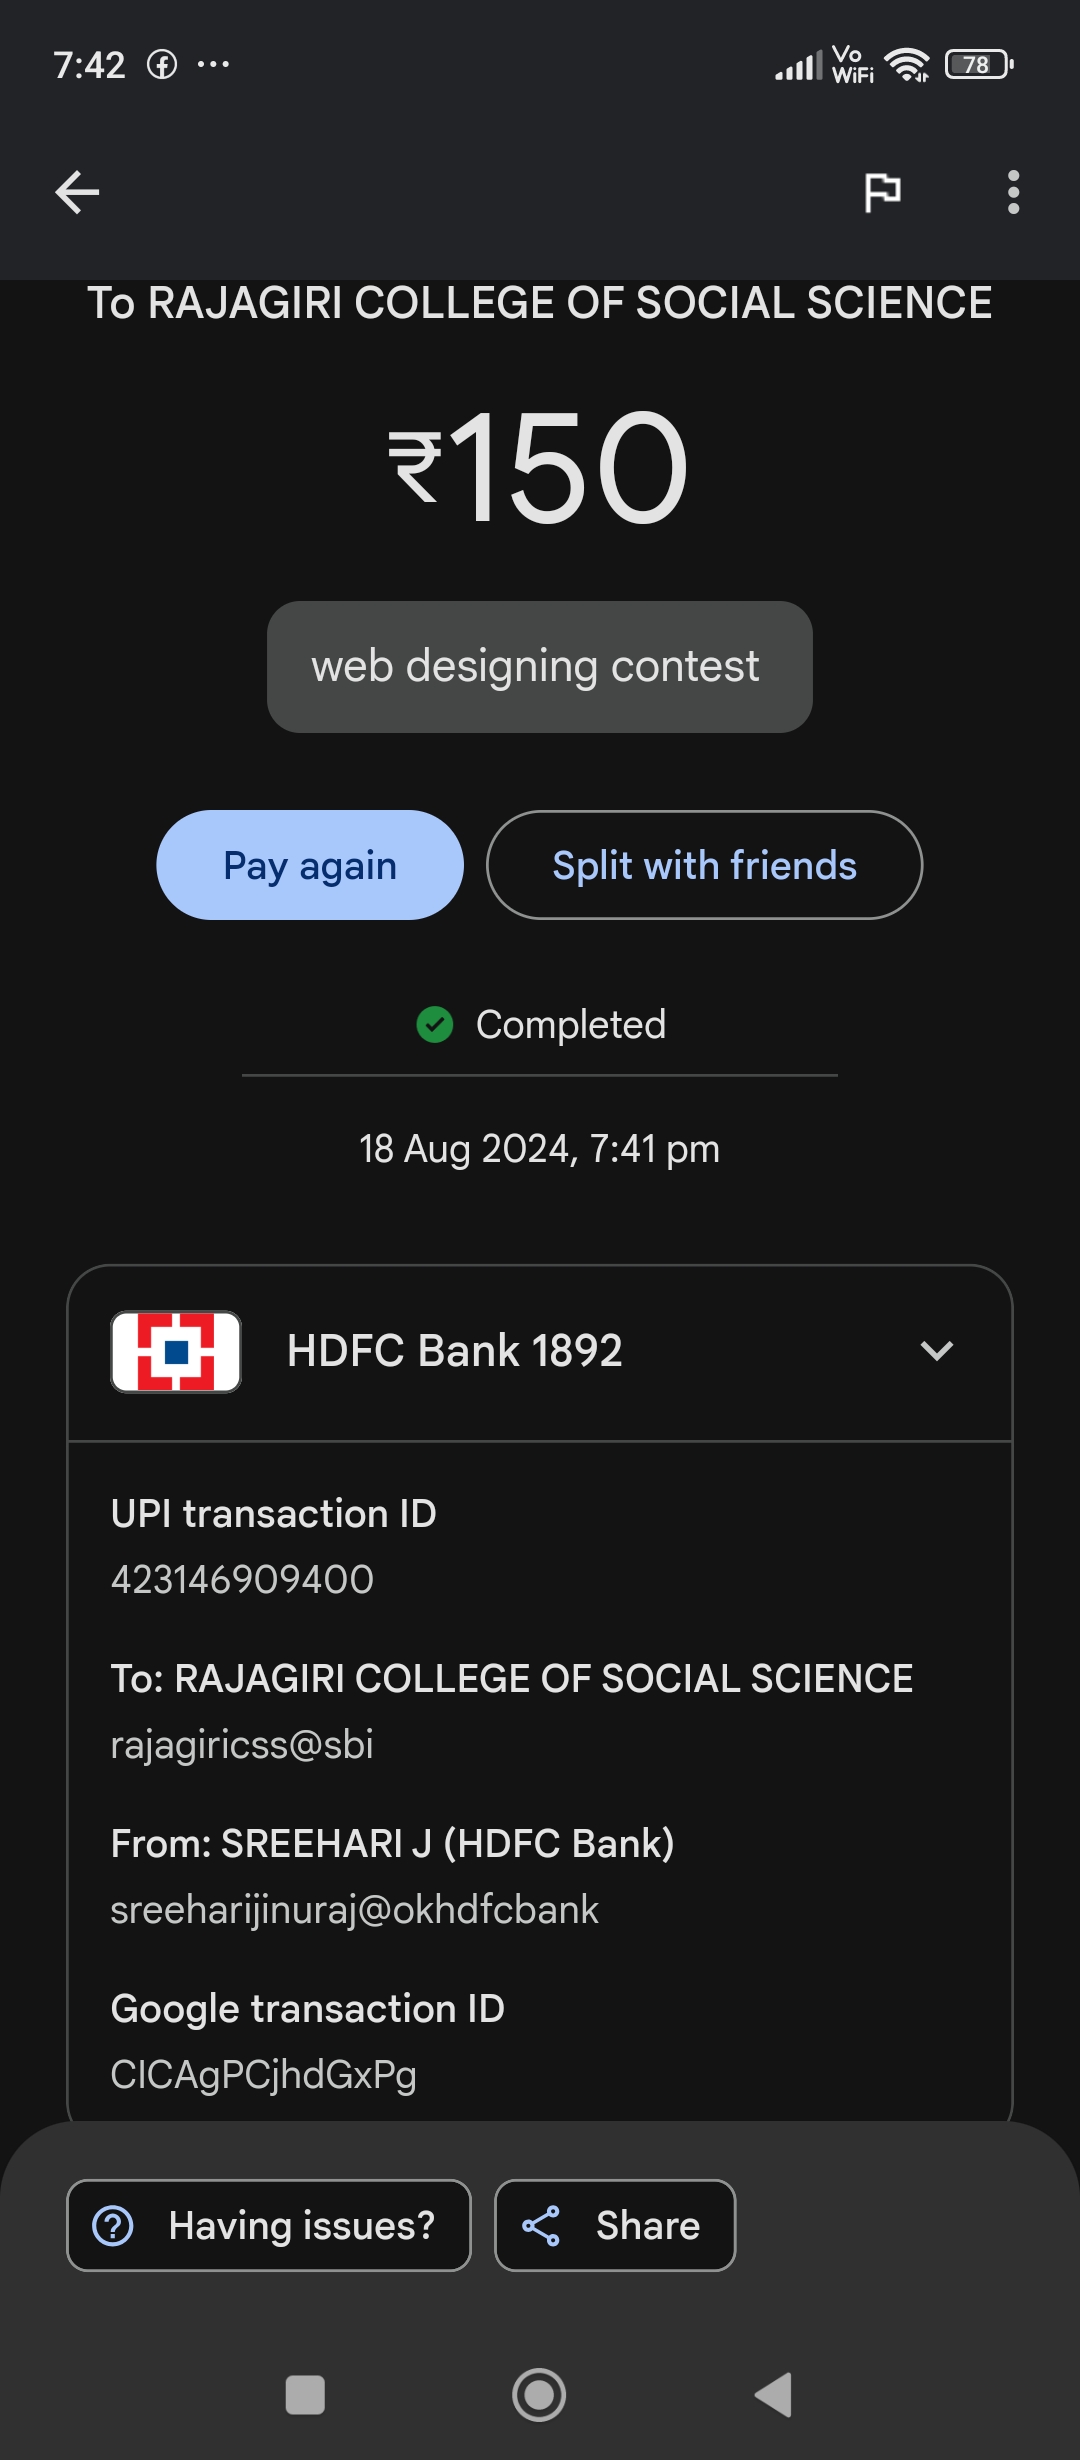 7:42
Vo
WiFi
78
To RAJAGIRI COLLEGE OF SOCIAL SCIENCE
₹150
web designing contest
Pay again
Split with friends
Completed
18 Aug 2024, 7:41 pm
HDFC Bank 1892
UPI transaction ID
423146909400
To: RAJAGIRI COLLEGE OF SOCIAL SCIENCE
rajagiricss@sbi
From: SREEHARI J (HDFC Bank)
sreeharijinuraj@okhdfcbank
Google transaction ID
CICAgPCjhdGxPg
Having issues?
Share